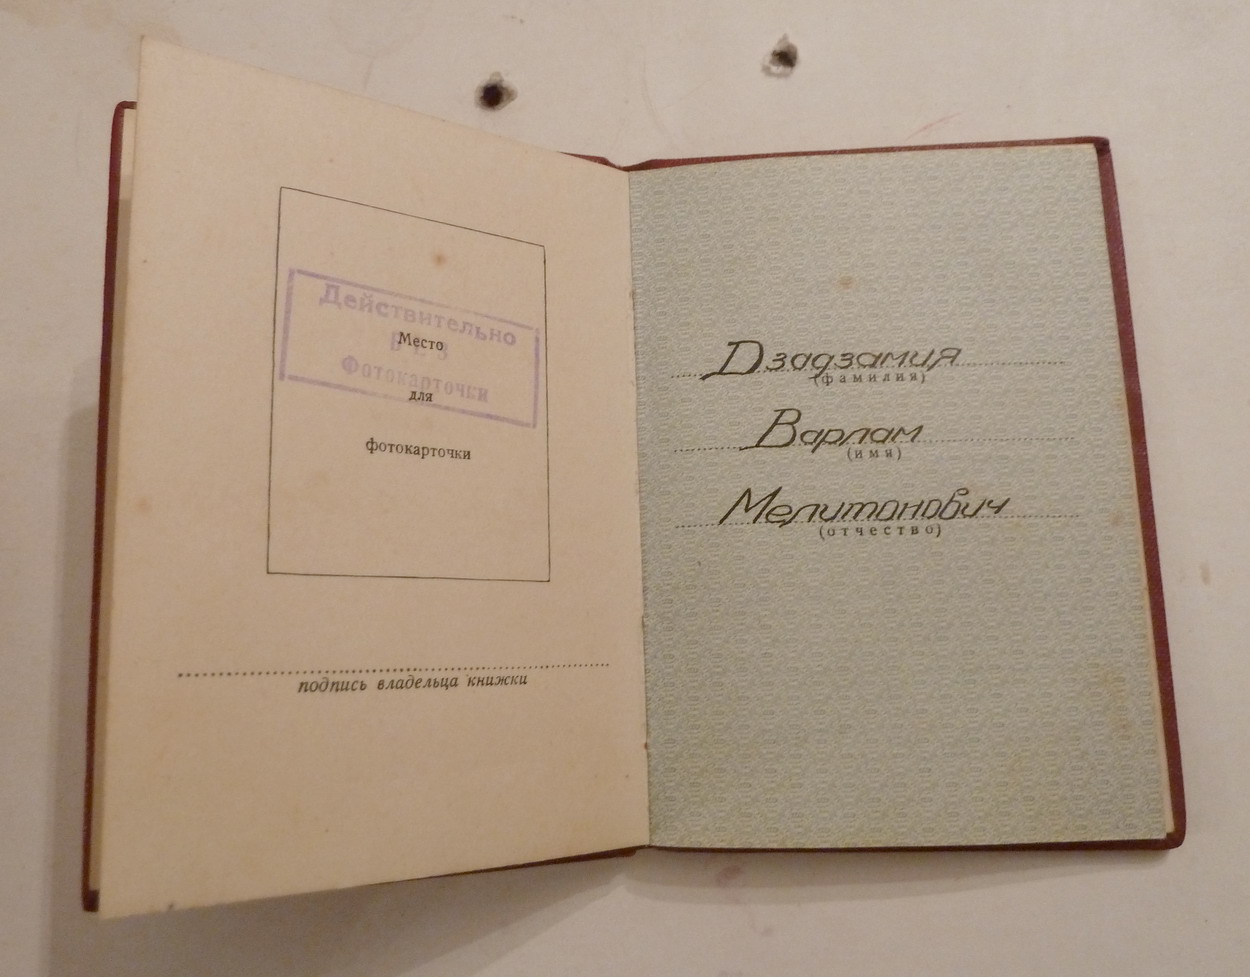 Действительно
без
Фотокарточки
Место
для
фотокарточки
подпись владельца книжки
Дзадзамия
(фамилия)
Варлам
(имя)
Мелитонович
(отчество)